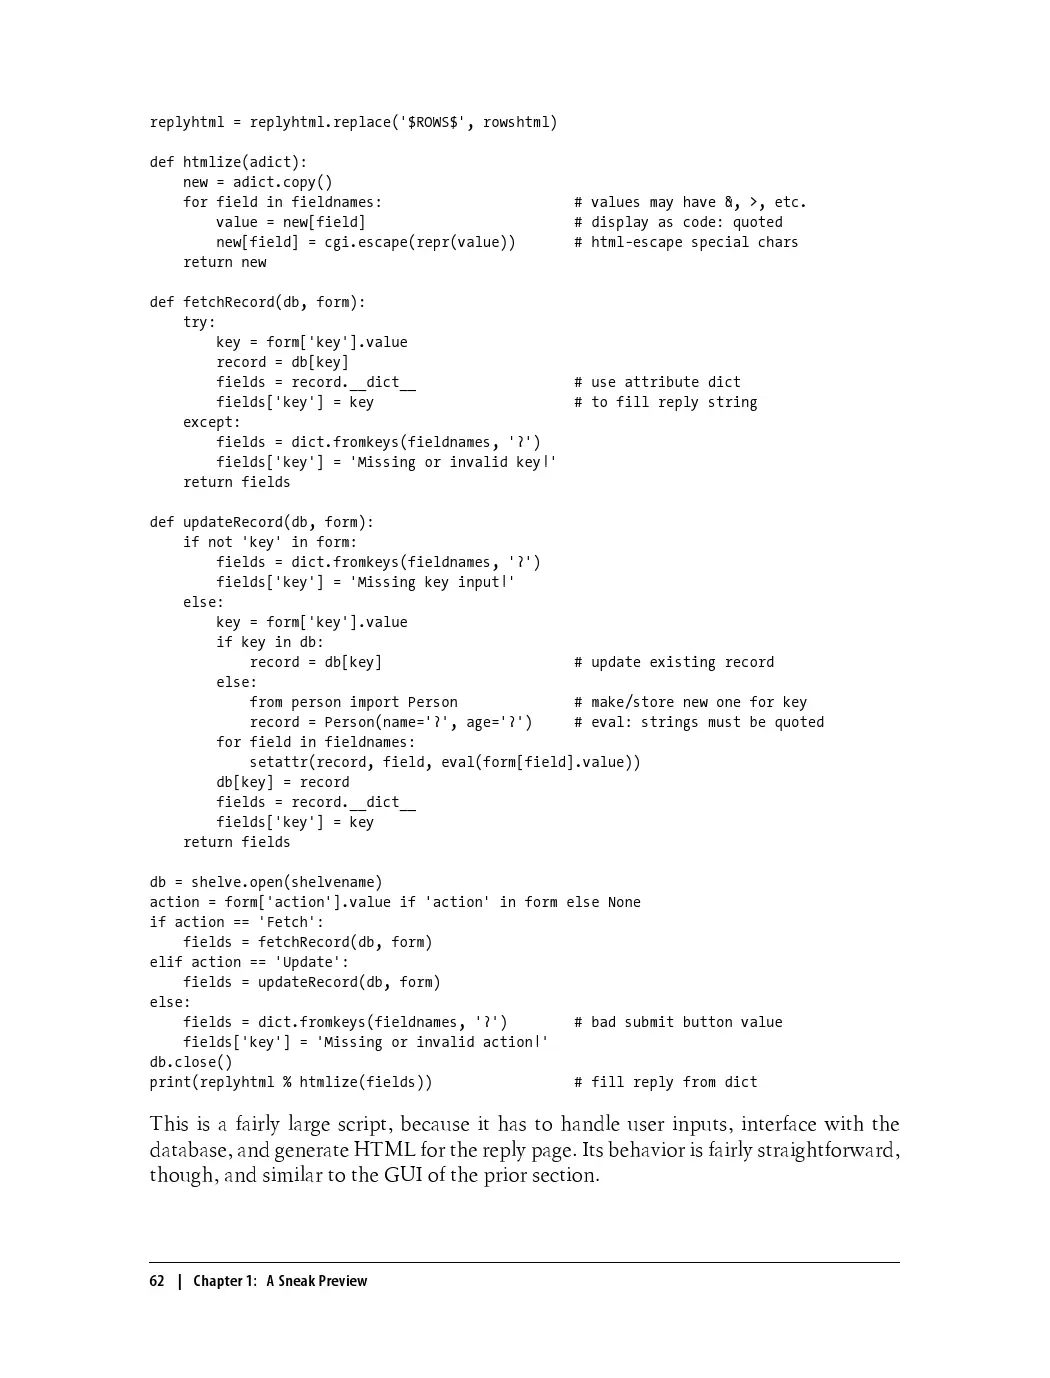 replyhtml = replyhtml.replace('$ROWS$', rowshtml)
def htmlize(adict):
    new = adict.copy()
    for field in fieldnames:                       # values may have &, >, etc.
        value = new[field]                         # display as code: quoted
        new[field] = cgi.escape(repr(value))       # html-escape special chars
    return new
def fetchRecord(db, form):
    try:
        key = form['key'].value
        record = db[key]
        fields = record.__dict__                   # use attribute dict
        fields['key'] = key                        # to fill reply string
    except:
        fields = dict.fromkeys(fieldnames, '?')
        fields['key'] = 'Missing or invalid key!'
    return fields
def updateRecord(db, form):
    if not 'key' in form:
        fields = dict.fromkeys(fieldnames, '?')
        fields['key'] = 'Missing key input!'
    else:
        key = form['key'].value
        if key in db:
            record = db[key]                       # update existing record
        else:
            from person import Person              # make/store new one for key
            record = Person(name='?', age='?')     # eval: strings must be quoted
        for field in fieldnames:
            setattr(record, field, eval(form[field].value))
        db[key] = record
        fields = record.__dict__
        fields['key'] = key
    return fields
db = shelve.open(shelvename)
action = form['action'].value if 'action' in form else None
if action == 'Fetch':
    fields = fetchRecord(db, form)
elif action == 'Update':
    fields = updateRecord(db, form)
else:
    fields = dict.fromkeys(fieldnames, '?')        # bad submit button value
    fields['key'] = 'Missing or invalid action!'
db.close()
print(replyhtml % htmlize(fields))                 # fill reply from dict
This is a fairly large script, because it has to handle user inputs, interface with the
database, and generate HTML for the reply page. Its behavior is fairly straightforward,
though, and similar to the GUI of the prior section.
62 | Chapter 1: A Sneak Preview